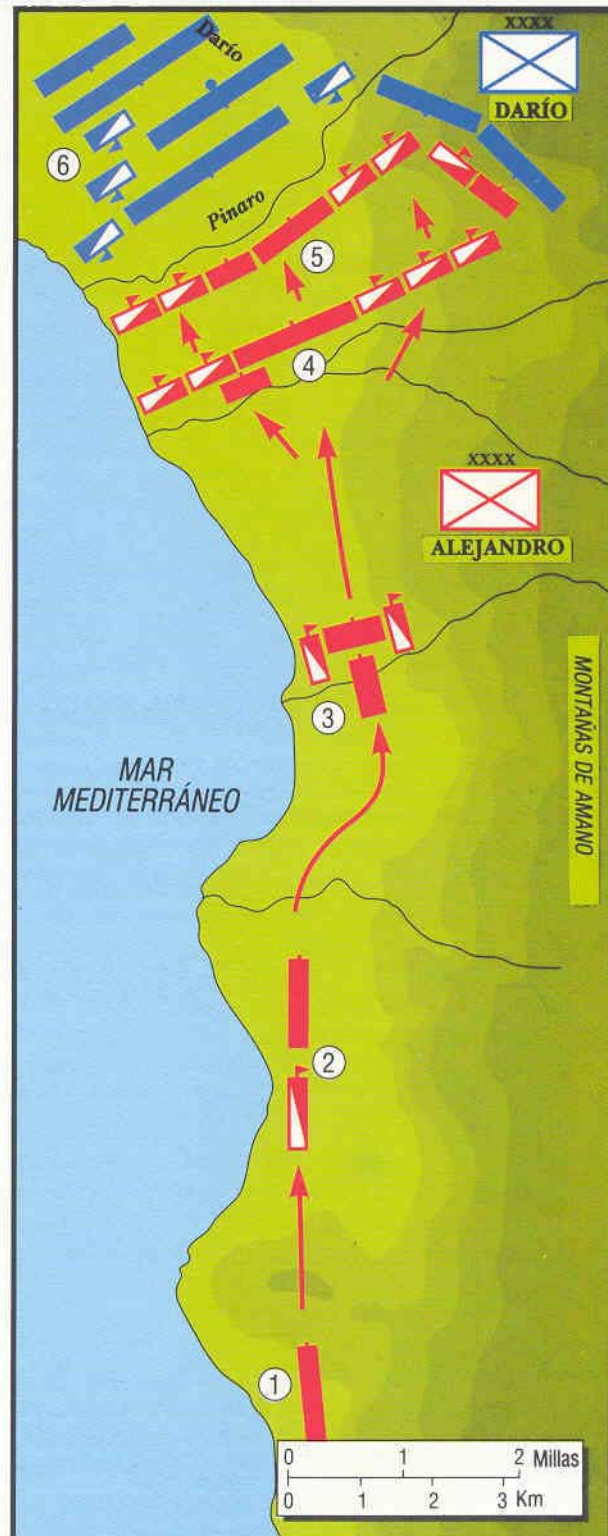 XXXX
Darío
DARÍO
6
Pinaro
5
4
XXXX
ALEJANDRO
3
MONTAÑAS DE AMANO
MAR
MEDITERRÁNEO
2
1
0 1 2 Millas
0 1 2 3 Km